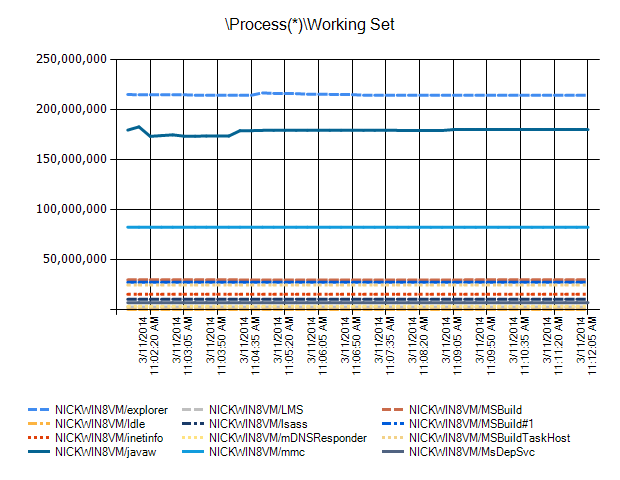 \Process(*)\Working Set
250,000,000
200,000,000
150,000,000
100,000,000
50,000,000
3/11/2014 11:02:20 AM
3/11/2014 11:03:05 AM
3/11/2014 11:03:50 AM
3/11/2014 11:04:35 AM
3/11/2014 11:05:20 AM
3/11/2014 11:06:05 AM
3/11/2014 11:06:50 AM
3/11/2014 11:07:35 AM
3/11/2014 11:08:20 AM
3/11/2014 11:09:05 AM
3/11/2014 11:09:50 AM
3/11/2014 11:10:35 AM
3/11/2014 11:11:20 AM
3/11/2014 11:12:05 AM
NICKWIN8VM/explorer
NICKWIN8VM/LMS
NICKWIN8VM/MSBuild
NICKWIN8VM/Idle
NICKWIN8VM/lsass
NICKWIN8VM/MSBuild#1
NICKWIN8VM/inetinfo
NICKWIN8VM/mDNSResponder
NICKWIN8VM/MSBuildTaskHost
NICKWIN8VM/javaw
NICKWIN8VM/mmc
NICKWIN8VM/MsDepSvc